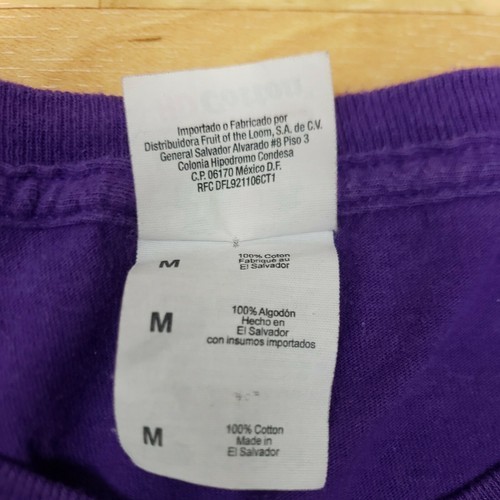 Importado o Fabricado por
Distribuidora Fruit of the Loom, S.A. de C.V.
General Salvador Alvarado #8 Piso 3
Colonia Hipodromo Condesa
C.P. 06170 México D.F.
RFC DFL921106CT1
M
100% Coton
Fabriqué au
El Salvador
M
100% Algodón
Hecho en
El Salvador
con insumos importados
M
100% Cotton
Made in
El Salvador